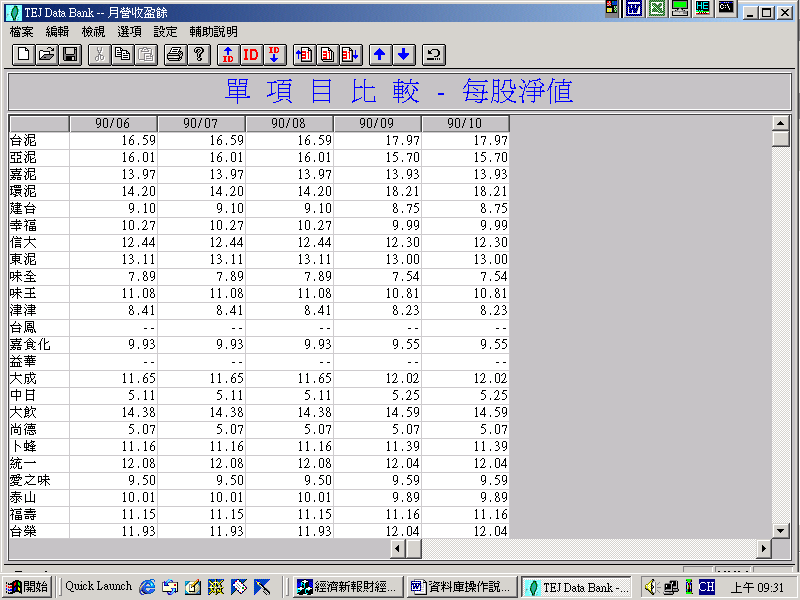 TEJ Data Bank -- 月營收盈餘
檔案 編輯 檢視 選項 設定 輔助說明
ID ID ID
單 項 目 比 較 - 每股淨值
90/06 90/07 90/08 90/09 90/10
台泥 16.59 16.59 16.59 17.97 17.97
亞泥 16.01 16.01 16.01 15.70 15.70
嘉泥 13.97 13.97 13.97 13.93 13.93
環泥 14.20 14.20 14.20 18.21 18.21
建台 9.10 9.10 9.10 8.75 8.75
幸福 10.27 10.27 10.27 9.99 9.99
信大 12.44 12.44 12.44 12.30 12.30
東泥 13.11 13.11 13.11 13.00 13.00
味全 7.89 7.89 7.89 7.54 7.54
味王 11.08 11.08 11.08 10.81 10.81
津津 8.41 8.41 8.41 8.23 8.23
台鳳 -- -- -- -- --
嘉食化 9.93 9.93 9.93 9.55 9.55
益華 -- -- -- -- --
大成 11.65 11.65 11.65 12.02 12.02
中日 5.11 5.11 5.11 5.25 5.25
大飲 14.38 14.38 14.38 14.59 14.59
尚德 5.07 5.07 5.07 5.07 5.07
卜蜂 11.16 11.16 11.16 11.39 11.39
統一 12.08 12.08 12.08 12.04 12.04
愛之味 9.50 9.50 9.50 9.59 9.59
泰山 10.01 10.01 10.01 9.89 9.89
福壽 11.15 11.15 11.15 11.16 11.16
台榮 11.93 11.93 11.93 12.04 12.04
開始 Quick Launch 經濟新報財經... 資料庫操作說... TEJ Data Bank -... CH 上午 09:31